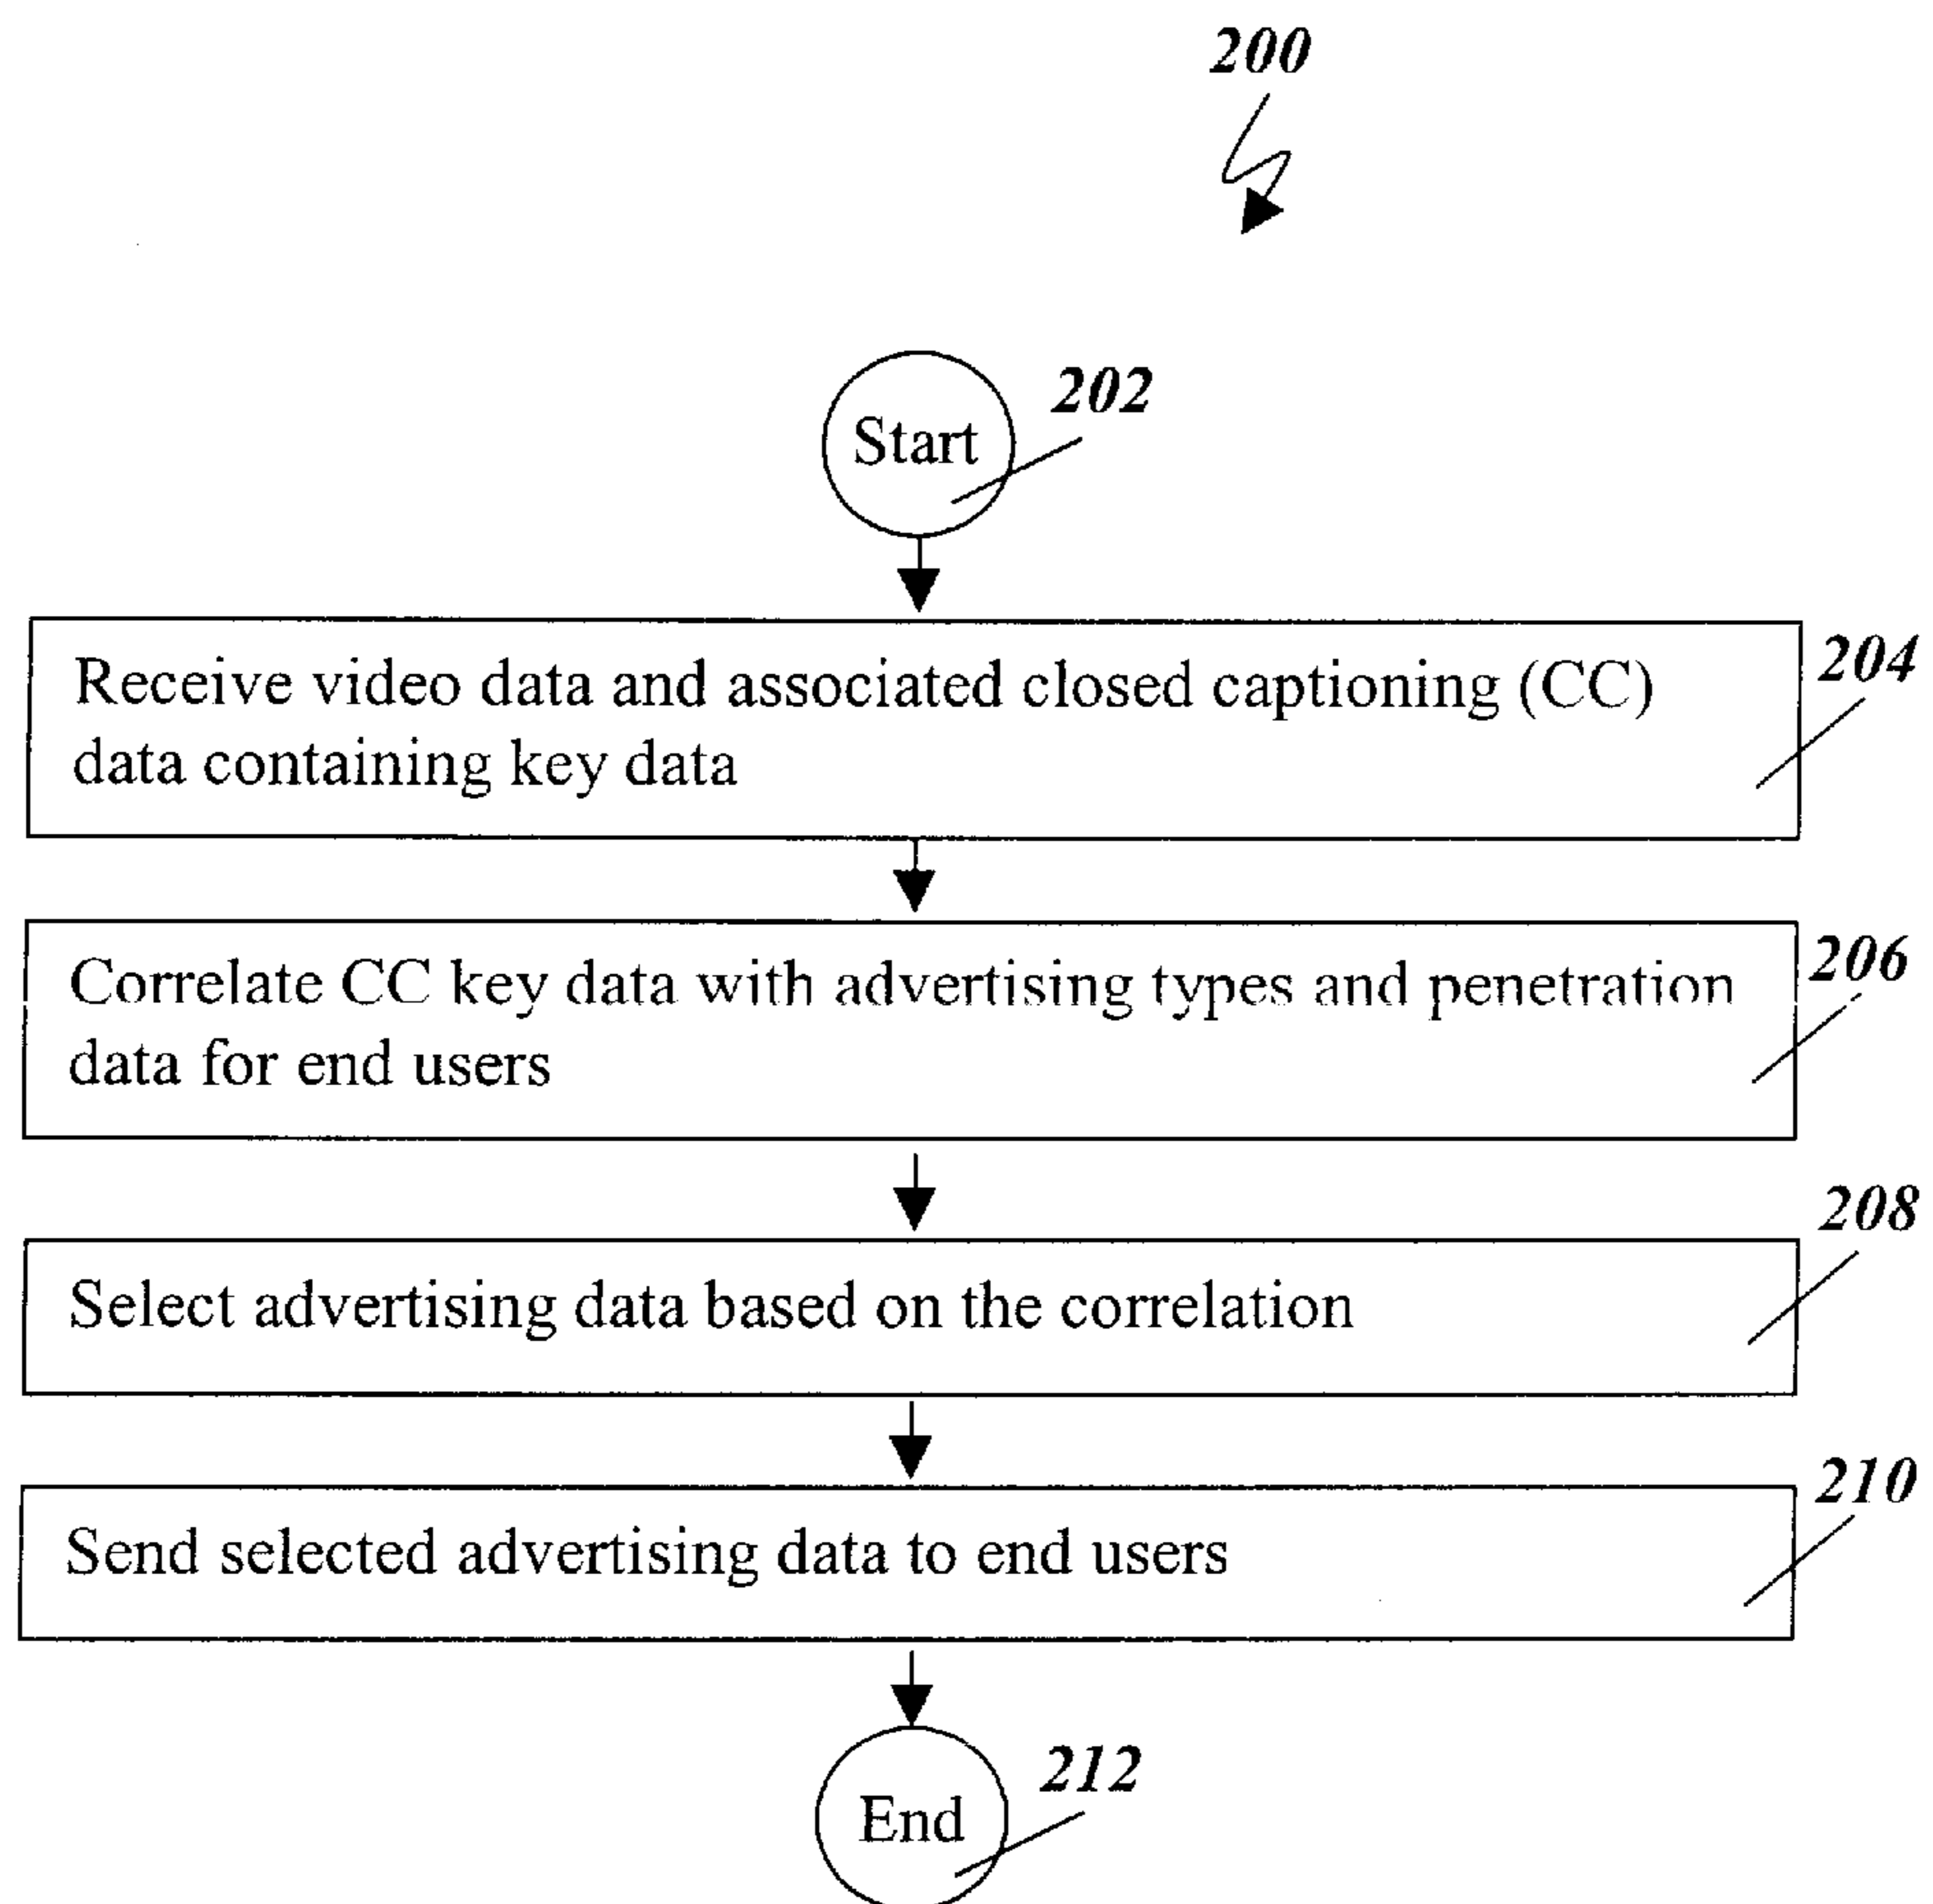 200
Start
202
Receive video data and associated closed captioning (CC)
data containing key data
204
Correlate CC key data with advertising types and penetration
data for end users
206
208
Select advertising data based on the correlation
210
Send selected advertising data to end users
End
212